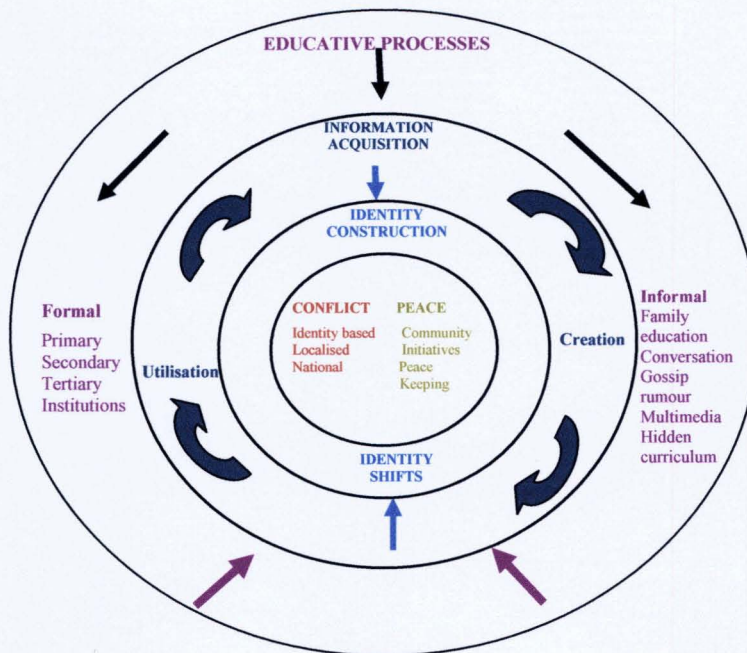 EDUCATIVE PROCESSES
INFORMATION
ACQUISITION
IDENTITY
CONSTRUCTION
Formal
Primary
Secondary
Tertiary
Institutions
Utilisation
CONFLICT
Identity based
Localised
National
PEACE
Community
Initiatives
Peace
Keeping
Creation
Informal
Family
education
Conversation
Gossip
rumour
Multimedia
Hidden
curriculum
IDENTITY
SHIFTS